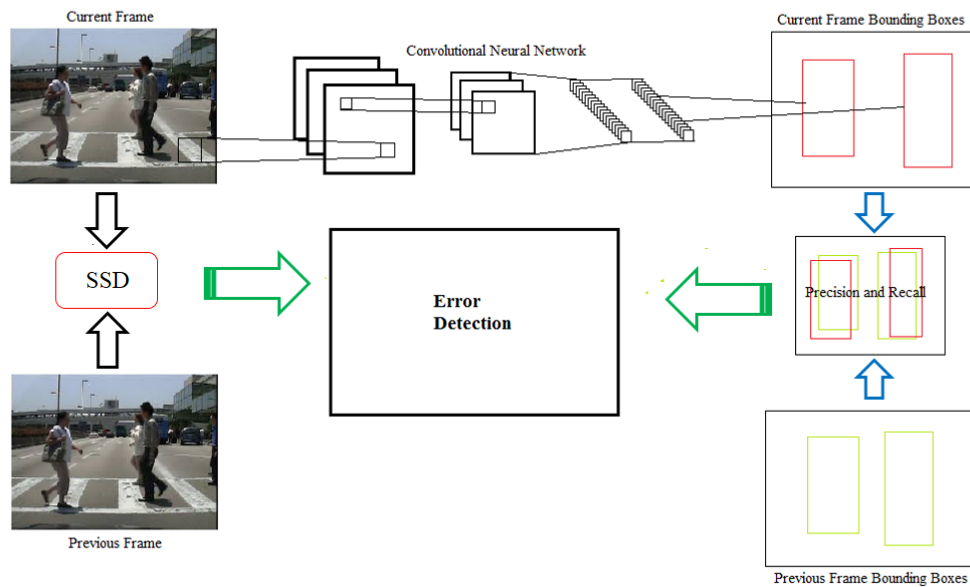 Current Frame
Current Frame Bounding Boxes
Convolutional Neural Network
SSD
Precision and Recall
Error
Detection
Previous Frame
Previous Frame Bounding Boxes